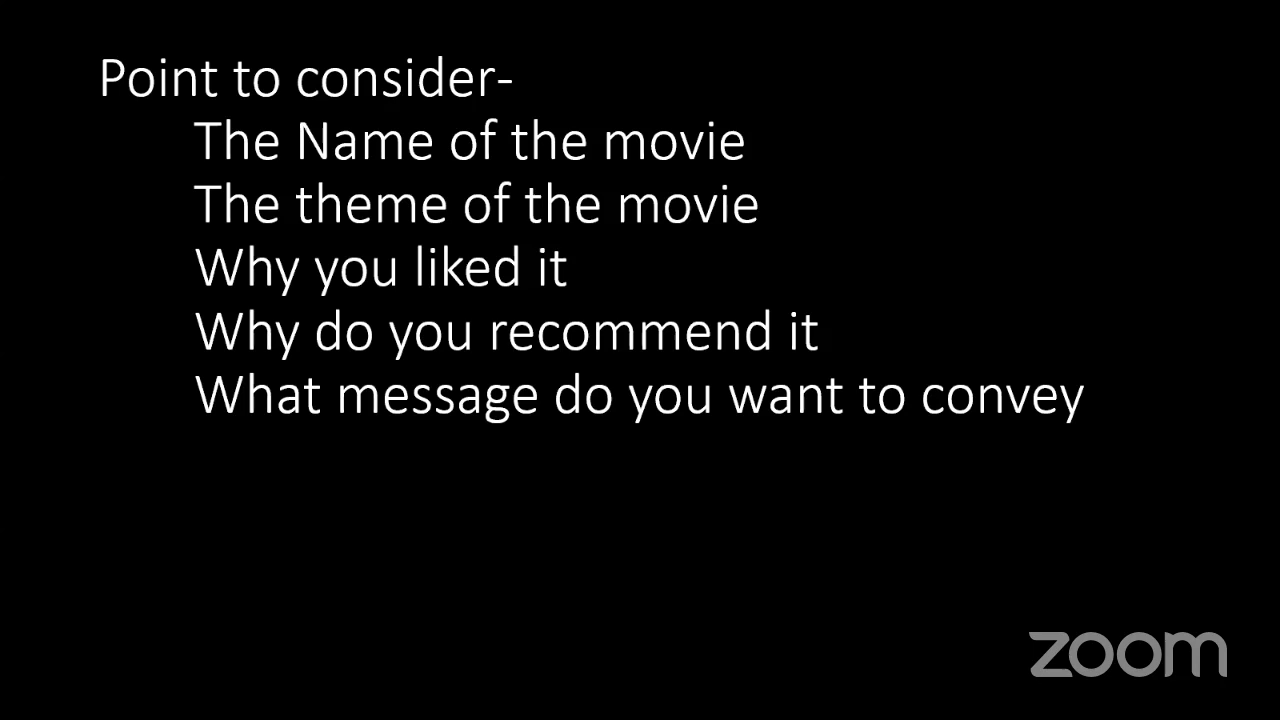 Point to consider-
The Name of the movie
The theme of the movie
Why you liked it
Why do you recommend it
What message do you want to convey
zoom